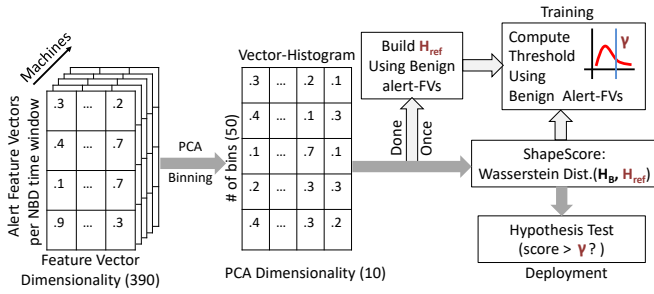 Machines
Alert Feature Vectors
per NBD time window
.3 ... .2
.4 ... .7
.1 ... .7
.9 ... .3
Feature Vector
Dimensionality (390)
PCA
Binning
Vector-Histogram
# of bins (50)
.3 ... .2 .1
.4 ... .1 .3
.1 ... .7 .1
.2 ... .3 .3
.4 ... .3 .2
PCA Dimensionality (10)
Build H_ref
Using Benign
alert-FVs
Done
Once
Training
Compute
Threshold
Using
Benign Alert-FVs
γ
ShapeScore:
Wasserstein Dist.(H_B, H_ref)
Hypothesis Test
(score > γ? )
Deployment